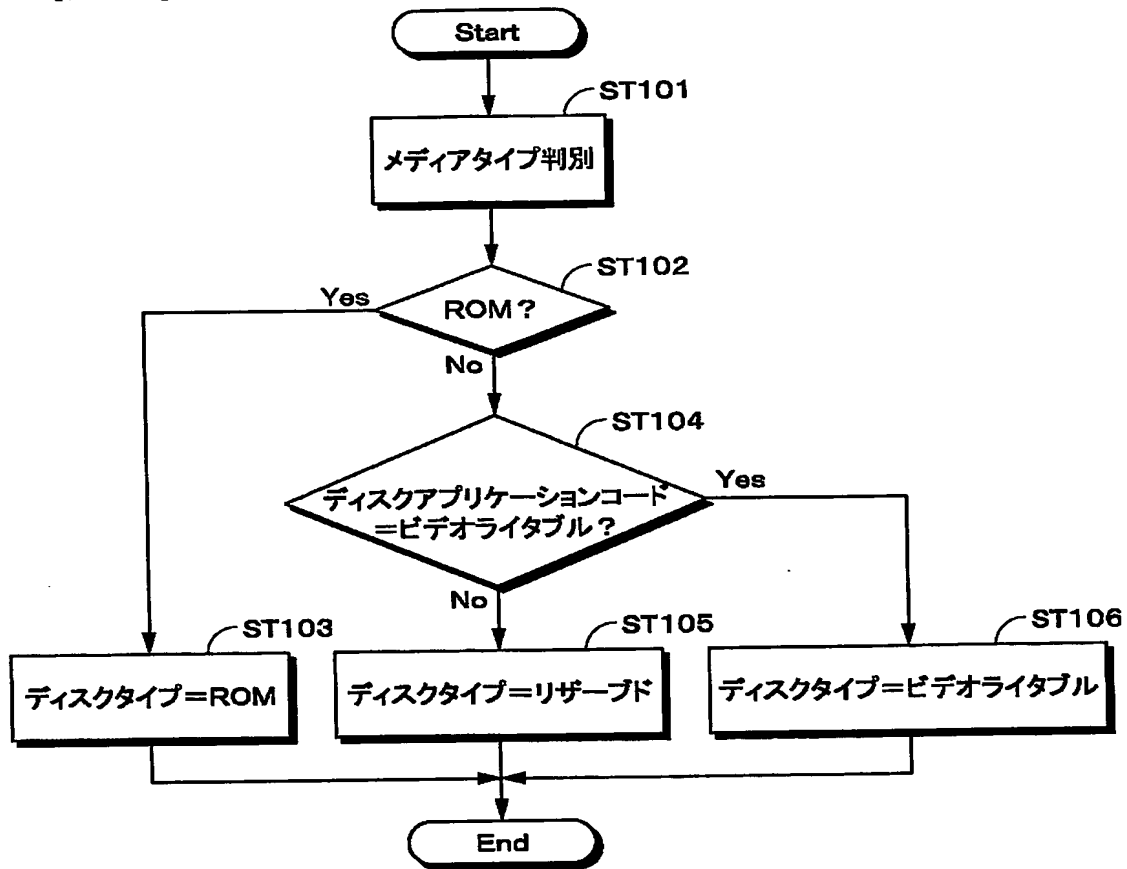 Start
ST101
メディアタイプ判別
ST102
Yes
ROM?
No
ST104
Yes
ディスクアプリケーションコード
=ビデオライタブル?
No
ST103
ST105
ST106
ディスクタイプ=ROM
ディスクタイプ=リザーブド
ディスクタイプ=ビデオライタブル
End